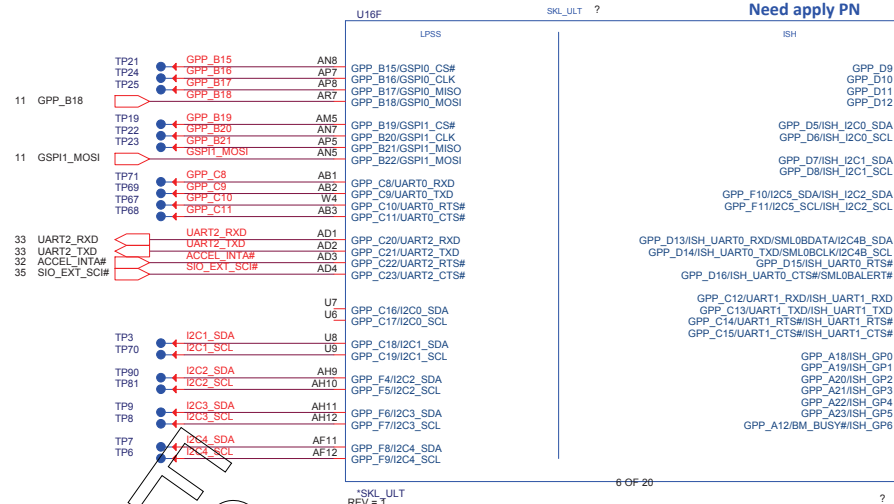 U16F SKL_ULT ? Need apply PN
LPSS ISH
TP21 GPP_B15 AN8 GPP_B15/GSPI0_CS# GPP_D9
TP24 GPP_B16 AP7 GPP_B16/GSPI0_CLK GPP_D10
TP25 GPP_B17 AP8 GPP_B17/GSPI0_MISO GPP_D11
11 GPP_B18 GPP_B18 AR7 GPP_B18/GSPI0_MOSI GPP_D12
TP19 GPP_B19 AM5 GPP_B19/GSPI1_CS# GPP_D5/ISH_I2C0_SDA
TP22 GPP_B20 AN7 GPP_B20/GSPI1_CLK GPP_D6/ISH_I2C0_SCL
TP23 GPP_B21 AP5 GPP_B21/GSPI1_MISO
11 GSPI1_MOSI GSPI1_MOSI AN5 GPP_B22/GSPI1_MOSI GPP_D7/ISH_I2C1_SDA
GPP_D8/ISH_I2C1_SCL
TP71 GPP_C8 AB1 GPP_C8/UART0_RXD
TP69 GPP_C9 AB2 GPP_C9/UART0_TXD GPP_F10/I2C5_SDA/ISH_I2C2_SDA
TP67 GPP_C10 W4 GPP_C10/UART0_RTS# GPP_F11/I2C5_SCL/ISH_I2C2_SCL
TP68 GPP_C11 AB3 GPP_C11/UART0_CTS#
33 UART2_RXD UART2_RXD AD1 GPP_C20/UART2_RXD GPP_D13/ISH_UART0_RXD/SML0BDATA/I2C4B_SDA
33 UART2_TXD UART2_TXD AD2 GPP_C21/UART2_TXD GPP_D14/ISH_UART0_TXD/SML0BCLK/I2C4B_SCL
32 ACCEL_INTA# ACCEL_INTA# AD3 GPP_C22/UART2_RTS# GPP_D15/ISH_UART0_RTS#
35 SIO_EXT_SCI# SIO_EXT_SCI# AD4 GPP_C23/UART2_CTS# GPP_D16/ISH_UART0_CTS#/SML0BALERT#
U7 GPP_C16/I2C0_SDA GPP_C12/UART1_RXD/ISH_UART1_RXD
U6 GPP_C17/I2C0_SCL GPP_C13/UART1_TXD/ISH_UART1_TXD
GPP_C14/UART1_RTS#/ISH_UART1_RTS#
TP3 I2C1_SDA U8 GPP_C18/I2C1_SDA GPP_C15/UART1_CTS#/ISH_UART1_CTS#
TP70 I2C1_SCL U9 GPP_C19/I2C1_SCL GPP_A18/ISH_GP0
GPP_A19/ISH_GP1
TP90 I2C2_SDA AH9 GPP_F4/I2C2_SDA GPP_A20/ISH_GP2
TP81 I2C2_SCL AH10 GPP_F5/I2C2_SCL GPP_A21/ISH_GP3
GPP_A22/ISH_GP4
TP9 I2C3_SDA AH11 GPP_F6/I2C3_SDA GPP_A23/ISH_GP5
TP8 I2C3_SCL AH12 GPP_F7/I2C3_SCL GPP_A12/BM_BUSY#/ISH_GP6
TP7 I2C4_SDA AF11 GPP_F8/I2C4_SDA
TP6 I2C4_SCL AF12 GPP_F9/I2C4_SCL
6 OF 20
*SKL_ULT ?
REV = 1